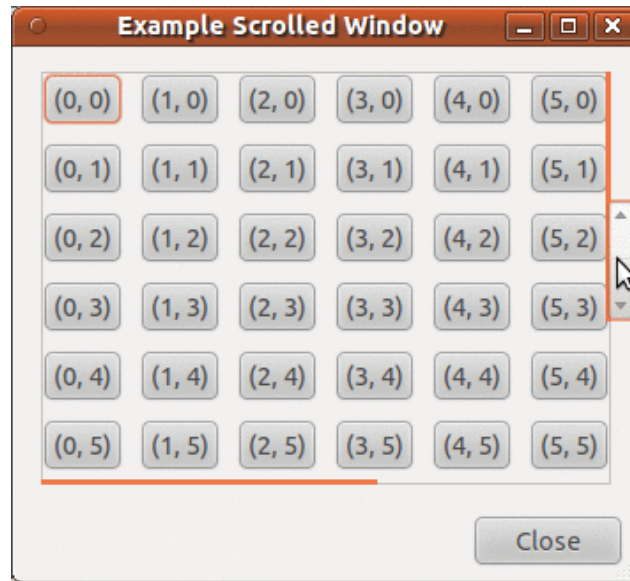 Example Scrolled Window
(0, 0) (1, 0) (2, 0) (3, 0) (4, 0) (5, 0)
(0, 1) (1, 1) (2, 1) (3, 1) (4, 1) (5, 1)
(0, 2) (1, 2) (2, 2) (3, 2) (4, 2) (5, 2)
(0, 3) (1, 3) (2, 3) (3, 3) (4, 3) (5, 3)
(0, 4) (1, 4) (2, 4) (3, 4) (4, 4) (5, 4)
(0, 5) (1, 5) (2, 5) (3, 5) (4, 5) (5, 5)
Close